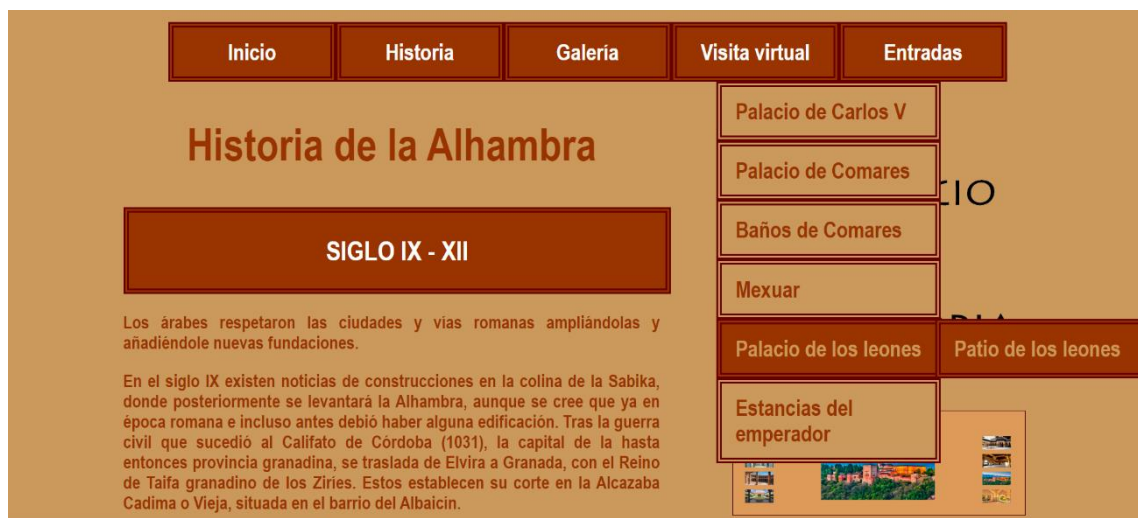 Inicio
Historia
Galería
Visita virtual
Entradas
Palacio de Carlos V
Historia de la Alhambra
Palacio de Comares
Baños de Comares
SIGLO IX - XII
Mexuar
Los árabes respetaron las ciudades y vías romanas ampliándolas y
añadiéndole nuevas fundaciones.
Palacio de los leones
Patio de los leones
En el siglo IX existen noticias de construcciones en la colina de la Sabika,
donde posteriormente se levantará la Alhambra, aunque se cree que ya en
época romana e incluso antes debió haber alguna edificación. Tras la guerra
civil que sucedió al Califato de Córdoba (1031), la capital de la hasta
entonces provincia granadina, se traslada de Elvira a Granada, con el Reino
de Taifa granadino de los Ziríes. Estos establecen su corte en la Alcazaba
Cadima o Vieja, situada en el barrio del Albaicín.
Estancias del
emperador